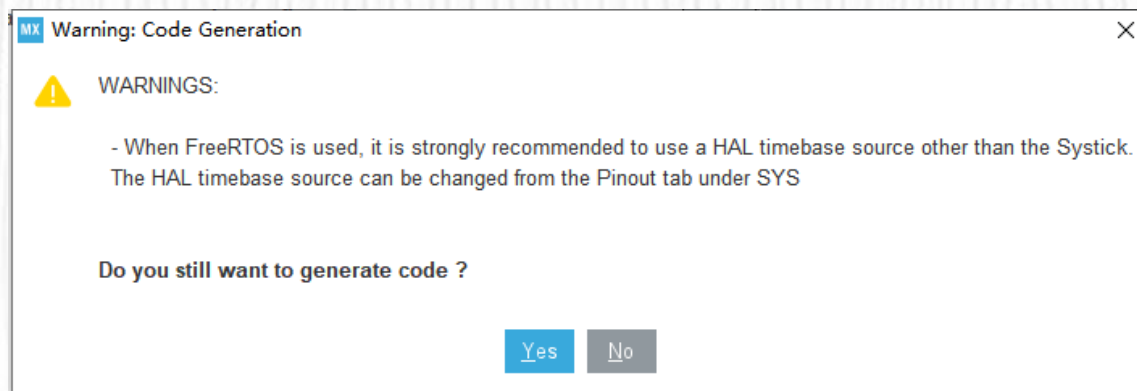 MX Warning: Code Generation
WARNINGS:
- When FreeRTOS is used, it is strongly recommended to use a HAL timebase source other than the Systick.
The HAL timebase source can be changed from the Pinout tab under SYS
Do you still want to generate code ?
Yes No